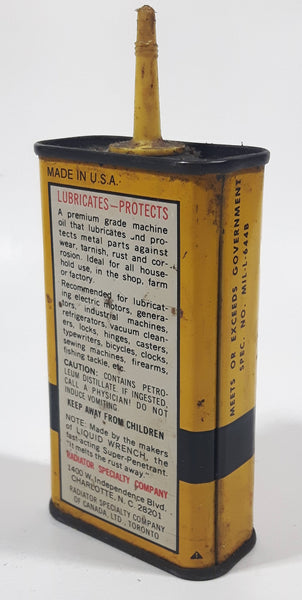 MADE IN U.S.A.
LUBRICATES—PROTECTS
A premium grade machine
oil that lubricates and pro-
tects metal parts against
wear, tarnish, rust and cor-
rosion. Ideal for all house-
hold use, in the shop, farm
or factory.
Recommended for lubricat-
ing electric motors, genera-
tors, industrial machines,
refrigerators, vacuum clean-
ers, locks, hinges, casters,
typewriters, bicycles, clocks,
sewing machines, firearms,
fishing tackle, etc.
CAUTION: CONTAINS PETRO-
LEUM DISTILLATE IF INGESTED,
CALL A PHYSICIAN! DO NOT
INDUCE VOMITING.
KEEP AWAY FROM CHILDREN
NOTE: Made by the makers
of LIQUID WRENCH, the
fast-acting Super-Penetrant.
"It melts the rust away."
RADIATOR SPECIALTY COMPANY
1400 W. Independence Blvd.
CHARLOTTE, N. C. 28201
RADIATOR SPECIALTY COMPANY
OF CANADA, LTD., TORONTO
MEETS OR EXCEEDS GOVERNMENT
SPEC. NO. MIL-L-644B